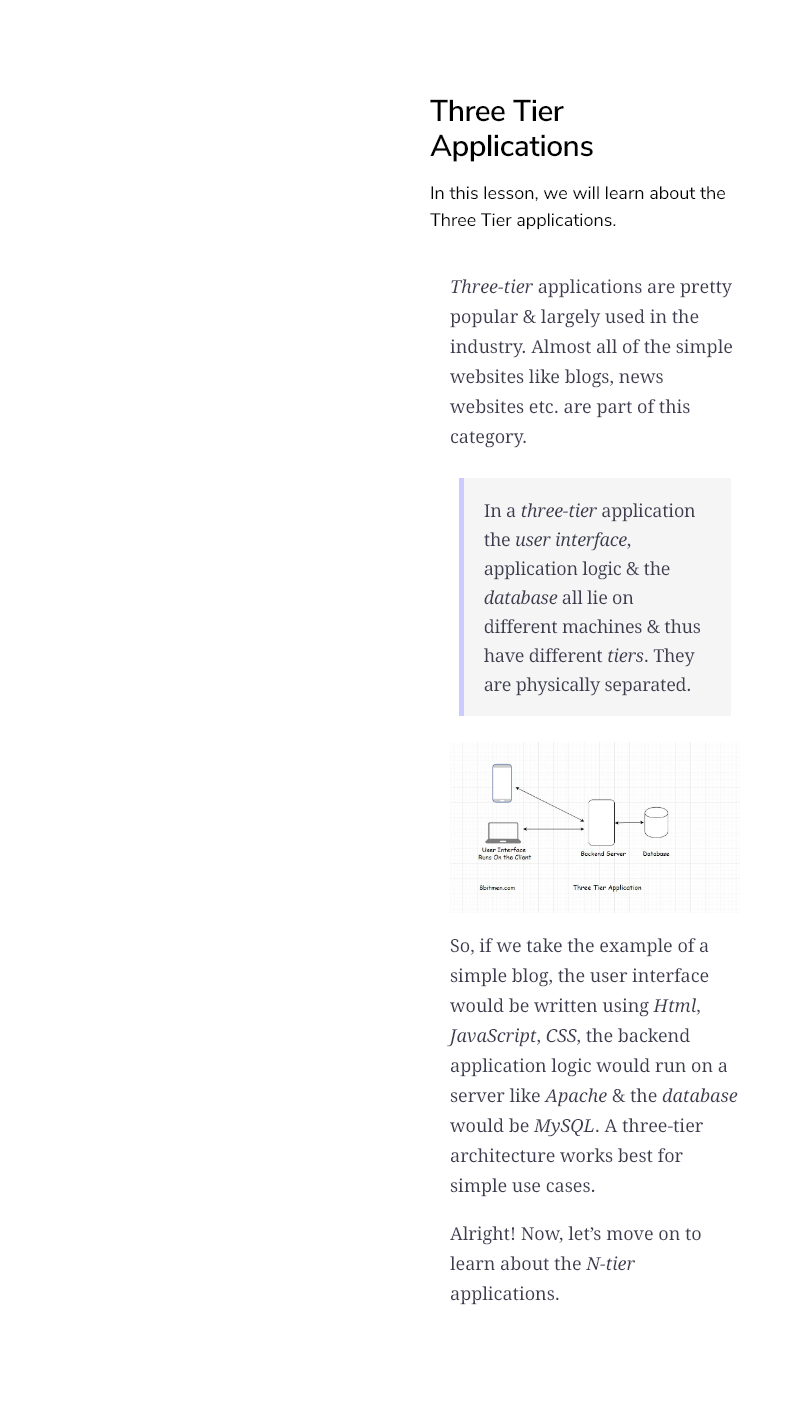 Three Tier
Applications
In this lesson, we will learn about the
Three Tier applications.
Three-tier applications are pretty
popular & largely used in the
industry. Almost all of the simple
websites like blogs, news
websites etc. are part of this
category.
In a three-tier application
the user interface,
application logic & the
database all lie on
different machines & thus
have different tiers. They
are physically separated.
User Interface
Runs On the Client
Backend Server
Database
8bitmen.com
Three Tier Application
So, if we take the example of a
simple blog, the user interface
would be written using Html,
JavaScript, CSS, the backend
application logic would run on a
server like Apache & the database
would be MySQL. A three-tier
architecture works best for
simple use cases.
Alright! Now, let’s move on to
learn about the N-tier
applications.